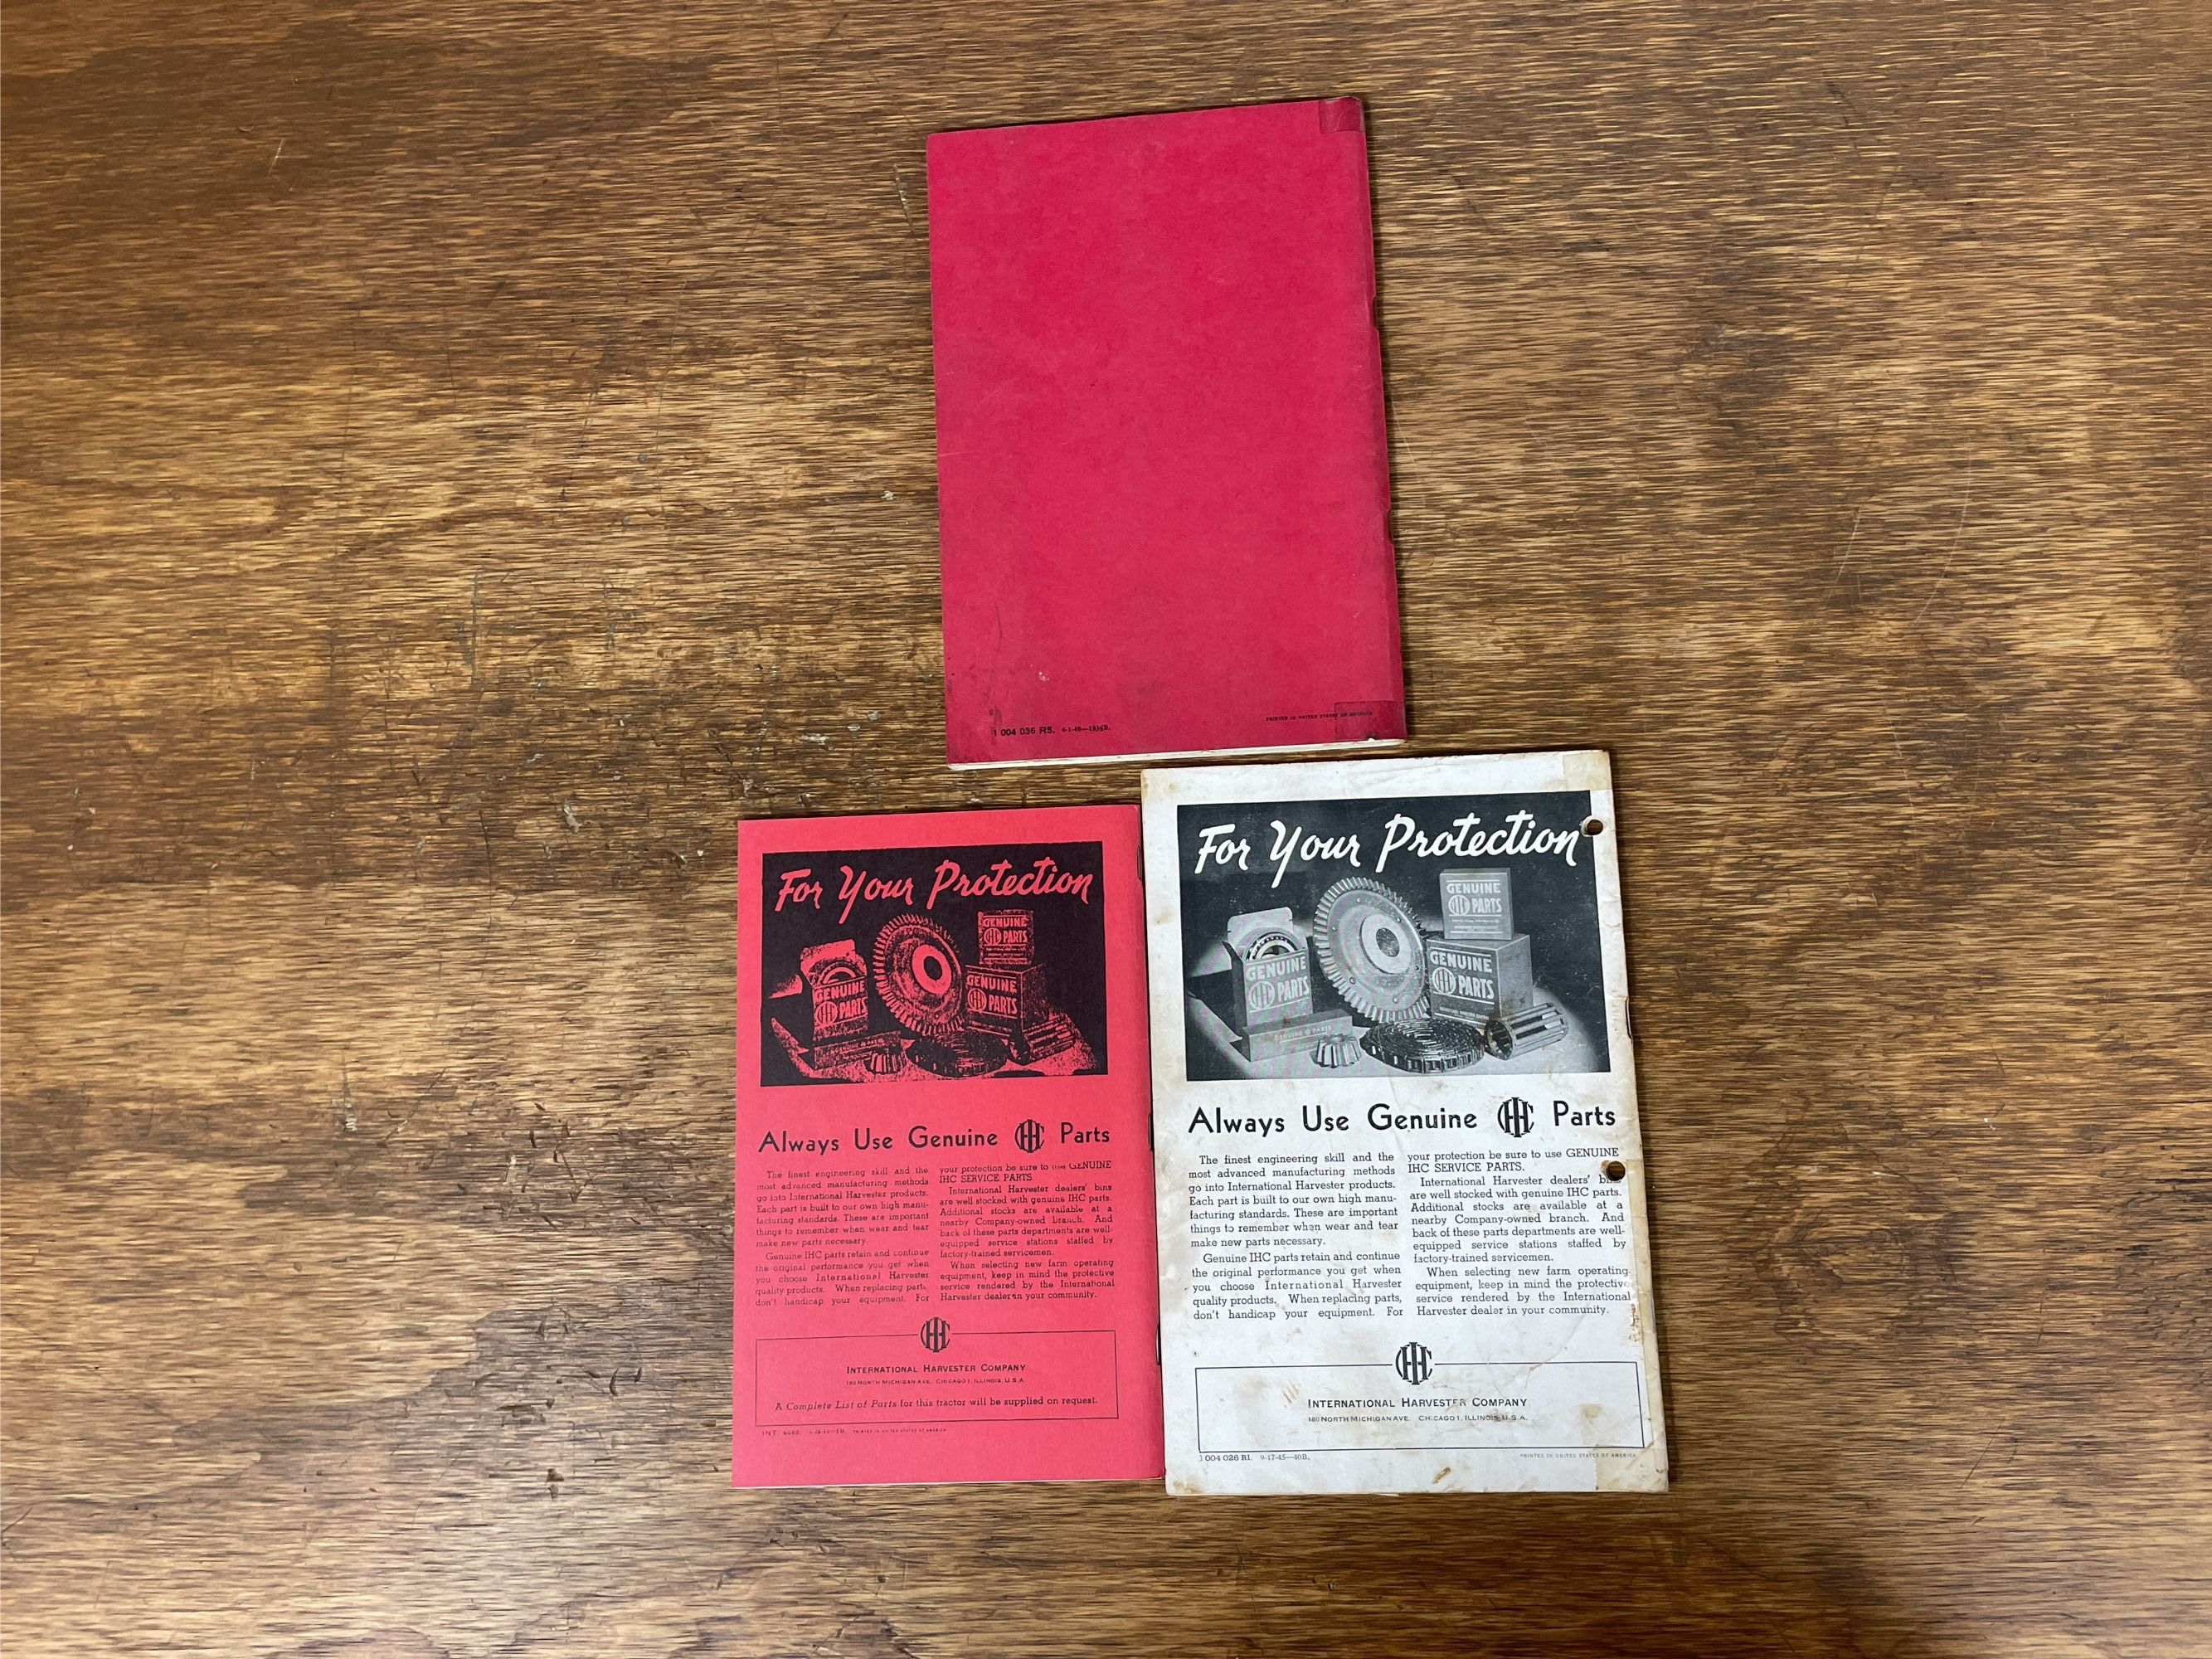 1 004 036 R5. 4-1-49—
PRINTED IN UNITED STATES OF AMERICA
For Your Protection
GENUINE
IHC PARTS
GENUINE
IHC PARTS
GENUINE
IHC PARTS
Always Use Genuine IHC Parts
The finest engineering skill and the
most advanced manufacturing methods
go into International Harvester products.
Each part is built to our own high manu-
facturing standards. These are important
things to remember when wear and tear
make new parts necessary.
Genuine IHC parts retain and continue
the original performance you get when
you choose International Harvester
quality products. When replacing parts,
don't handicap your equipment. For
your protection be sure to use GENUINE
IHC SERVICE PARTS.
International Harvester dealers' bins
are well stocked with genuine IHC parts.
Additional stocks are available at a
nearby Company-owned branch. And
back of these parts departments are well-
equipped service stations staffed by
factory-trained servicemen.
When selecting new farm operating
equipment, keep in mind the protective
service rendered by the International
Harvester dealer in your community.
IHC
INTERNATIONAL HARVESTER COMPANY
180 NORTH MICHIGAN AVE. CHICAGO 1, ILLINOIS, U.S.A.
A Complete List of Parts for this tractor will be supplied on request.
INT. PRINTED IN UNITED STATES OF AMERICA
For Your Protection
GENUINE
IHC PARTS
GENUINE
IHC PARTS
GENUINE
IHC PARTS
GENUINE PARTS
Always Use Genuine IHC Parts
The finest engineering skill and the
most advanced manufacturing methods
go into International Harvester products.
Each part is built to our own high manu-
facturing standards. These are important
things to remember when wear and tear
make new parts necessary.
Genuine IHC parts retain and continue
the original performance you get when
you choose International Harvester
quality products. When replacing parts,
don't handicap your equipment. For
your protection be sure to use GENUINE
IHC SERVICE PARTS.
International Harvester dealers' bins
are well stocked with genuine IHC parts.
Additional stocks are available at a
nearby Company-owned branch. And
back of these parts departments are well-
equipped service stations staffed by
factory-trained servicemen.
When selecting new farm operating
equipment, keep in mind the protective
service rendered by the International
Harvester dealer in your community.
IHC
INTERNATIONAL HARVESTER COMPANY
180 NORTH MICHIGAN AVE. CHICAGO 1, ILLINOIS, U.S.A.
1 004 026 R1. 9-17-45—40B.
PRINTED IN UNITED STATES OF AMERICA